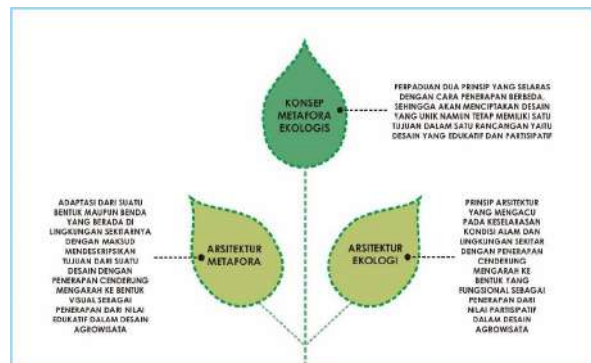 KONSEP
METAFORA
EKOLOGIS
PERPADUAN DUA PRINSIP YANG SELARAS
DENGAN CARA PENERAPAN BERBEDA.
SEHINGGA AKAN MENCIPTAKAN DESAIN
YANG UNIK NAMUN TETAP MEMILIKI SATU
TUJUAN DALAM SATU RANCANGAN YAITU
DESAIN YANG EDUKATIF DAN PARTISIPATIF
ADAPTASI DARI SUATU
BENTUK MAUPUN BENDA
YANG BERADA DI
LINGKUNGAN SEKITARNYA
DENGAN MAKSUD
MENDESKRIPSIKAN
TUJUAN DARI SUATU
DESAIN DENGAN
PENERAPAN CENDERUNG
MENGARAH KE BENTUK
VISUAL SEBAGAI
PENERAPAN DARI NILAI
EDUKATIF DALAM DESAIN
AGROWISATA
ARSITEKTUR
METAFORA
ARSITEKTUR
EKOLOGI
PRINSIP ARSITEKTUR
YANG MENGACU
PADA KESELARASAN
KONDISI ALAM DAN
LINGKUNGAN SEKITAR
DENGAN PENERAPAN
CENDERUNG
MENGARAH KE
BENTUK YANG
FUNGSIONAL SEBAGAI
PENERAPAN DARI
NILAI PARTISIPATIF
DALAM DESAIN
AGROWISATA